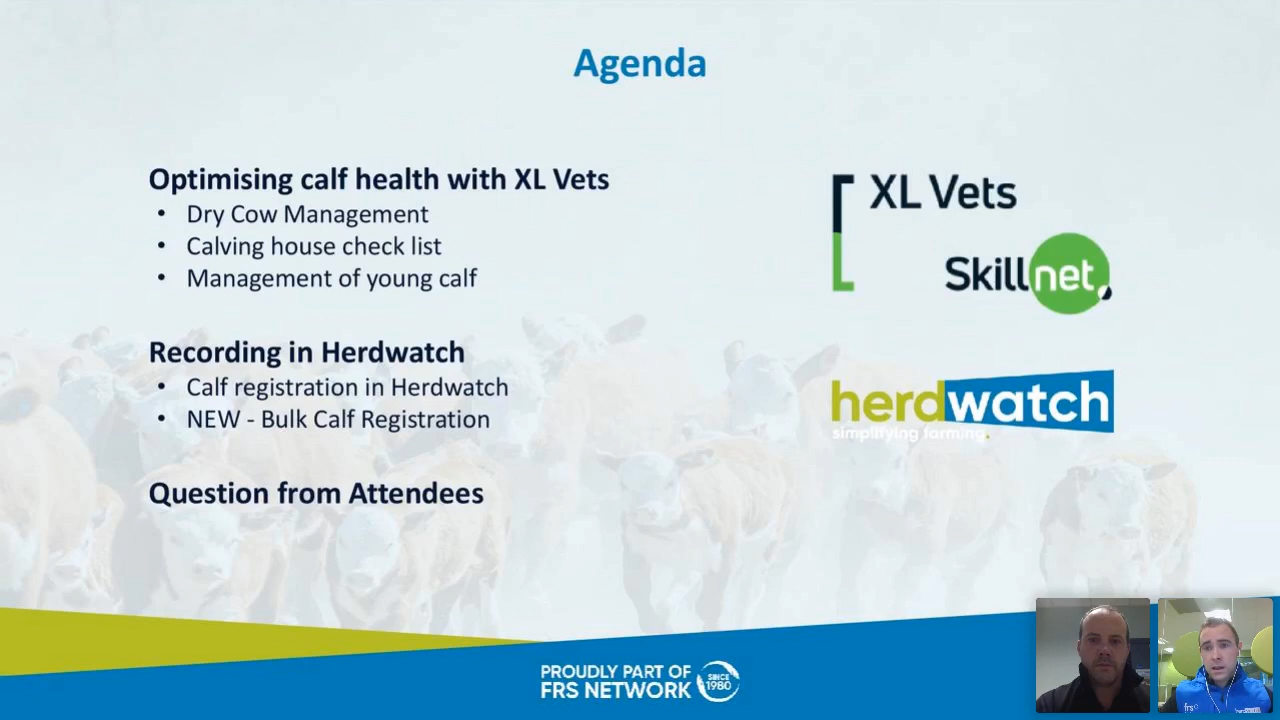 Agenda
Optimising calf health with XL Vets
• Dry Cow Management
• Calving house check list
• Management of young calf
Recording in Herdwatch
• Calf registration in Herdwatch
• NEW - Bulk Calf Registration
Question from Attendees
XL Vets
Skillnet
herdwatch
simplifying farming.
PROUDLY PART OF
FRS NETWORK
SINCE
1980
frs